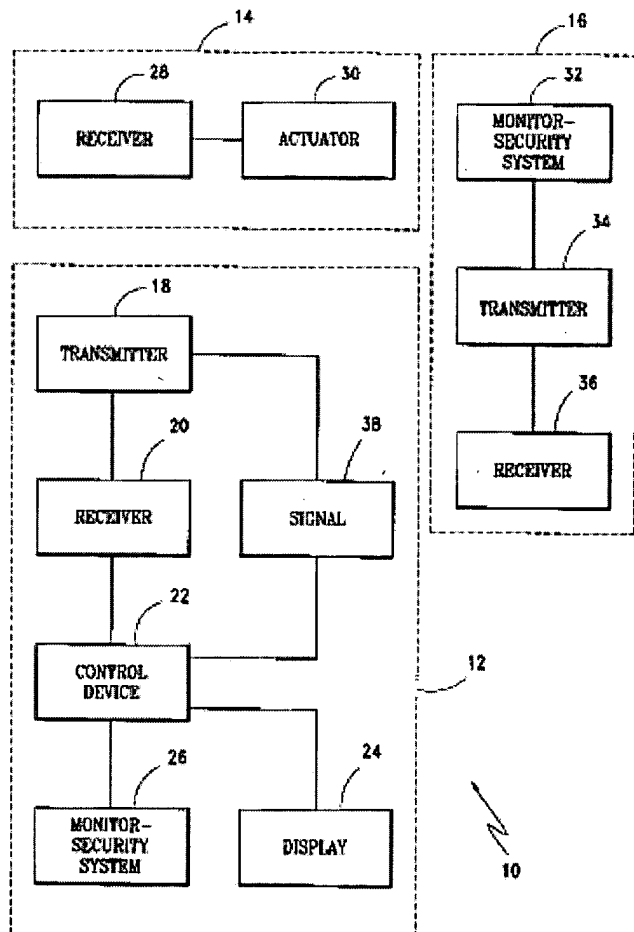 14
28
RECEIVER
30
ACTUATOR
16
32
MONITOR-
SECURITY
SYSTEM
34
TRANSMITTER
36
RECEIVER
18
TRANSMITTER
20
RECEIVER
38
SIGNAL
22
CONTROL
DEVICE
12
26
MONITOR-
SECURITY
SYSTEM
24
DISPLAY
10